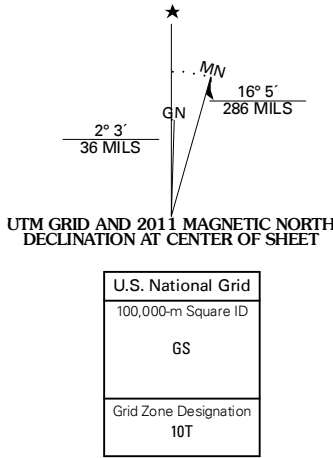 ★
MN
GN
16° 5´
286 MILS
2° 3´
36 MILS
UTM GRID AND 2011 MAGNETIC NORTH
DECLINATION AT CENTER OF SHEET
U.S. National Grid
100,000-m Square ID
GS
Grid Zone Designation
10T